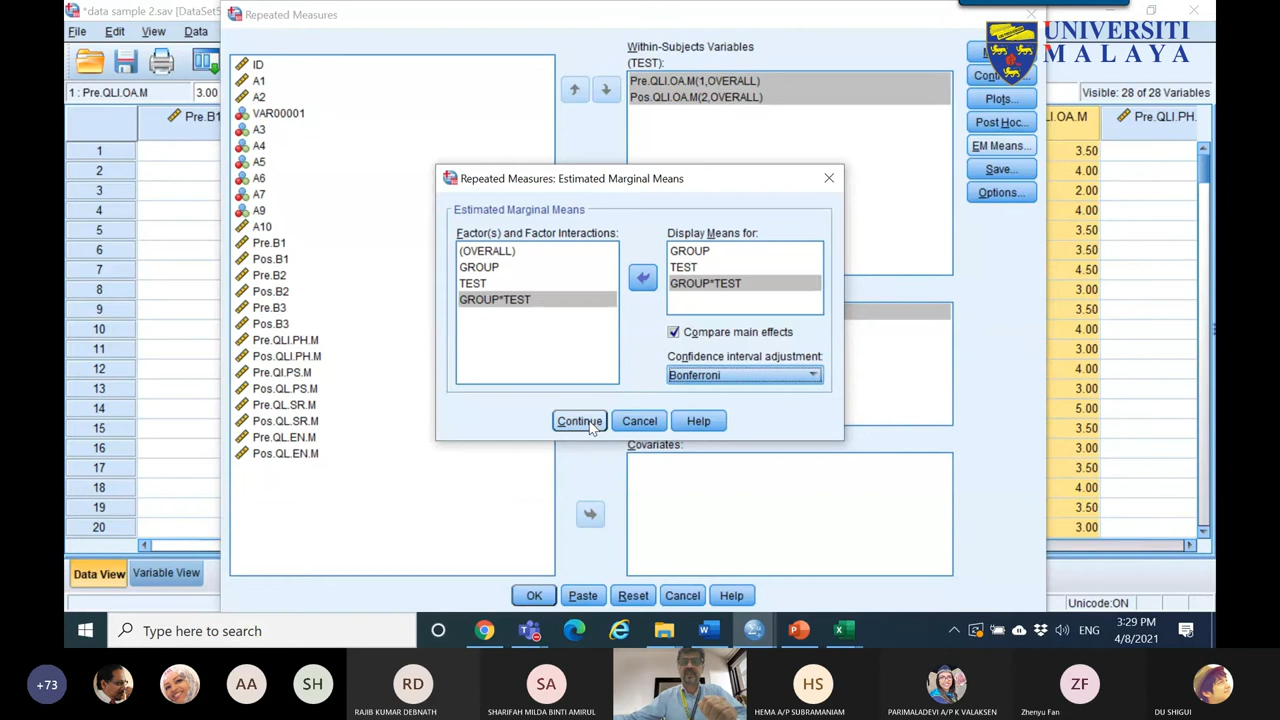 *data sample 2.sav [DataSet5
Repeated Measures
UNIVERSITI
MALAYA
File Edit View Data
Within-Subjects Variables
(TEST):
1 : Pre.QLI.OA.M 3.00
Visible: 28 of 28 Variables
Pre.B1
ID
A1
A2
VAR00001
A3
A4
A5
A6
A7
A9
A10
Pre.B1
Pos.B1
Pre.B2
Pos.B2
Pre.B3
Pos.B3
Pre.QLI.PH.M
Pos.QLI.PH.M
Pre.QI.PS.M
Pos.QL.PS.M
Pre.QL.SR.M
Pos.QL.SR.M
Pre.QL.EN.M
Pos.QL.EN.M
Pre.QLI.OA.M(1,OVERALL)
Pos.QLI.OA.M(2,OVERALL)
Plots...
Post Hoc...
EM Means...
Save...
Options...
LI.OA.M
Pre.QLI.PH.
1
2
3
4
5
6
7
8
9
10
11
12
13
14
15
16
17
18
19
20
3.50
4.00
2.00
4.00
3.50
4.50
3.00
3.50
4.00
3.50
3.00
4.00
3.00
5.00
3.50
3.00
3.50
4.00
3.50
3.00
Repeated Measures: Estimated Marginal Means
Estimated Marginal Means
Factor(s) and Factor Interactions:
(OVERALL)
GROUP
TEST
GROUP*TEST
Display Means for:
GROUP
TEST
GROUP*TEST
Compare main effects
Confidence interval adjustment:
Bonferroni
Continue Cancel Help
Covariates:
OK Paste Reset Cancel Help
Data View Variable View
Unicode:ON
Type here to search
ENG
3:29 PM
4/8/2021
+73
AA
SH
RD
RAJIB KUMAR DEBNATH
SA
SHARIFAH MILDA BINTI AMIRUL
HS
HEMA A/P SUBRAMANIAM
PARIMALADEVI A/P K VALAKSEN
ZF
Zhenyu Fan
DU SHIGUI